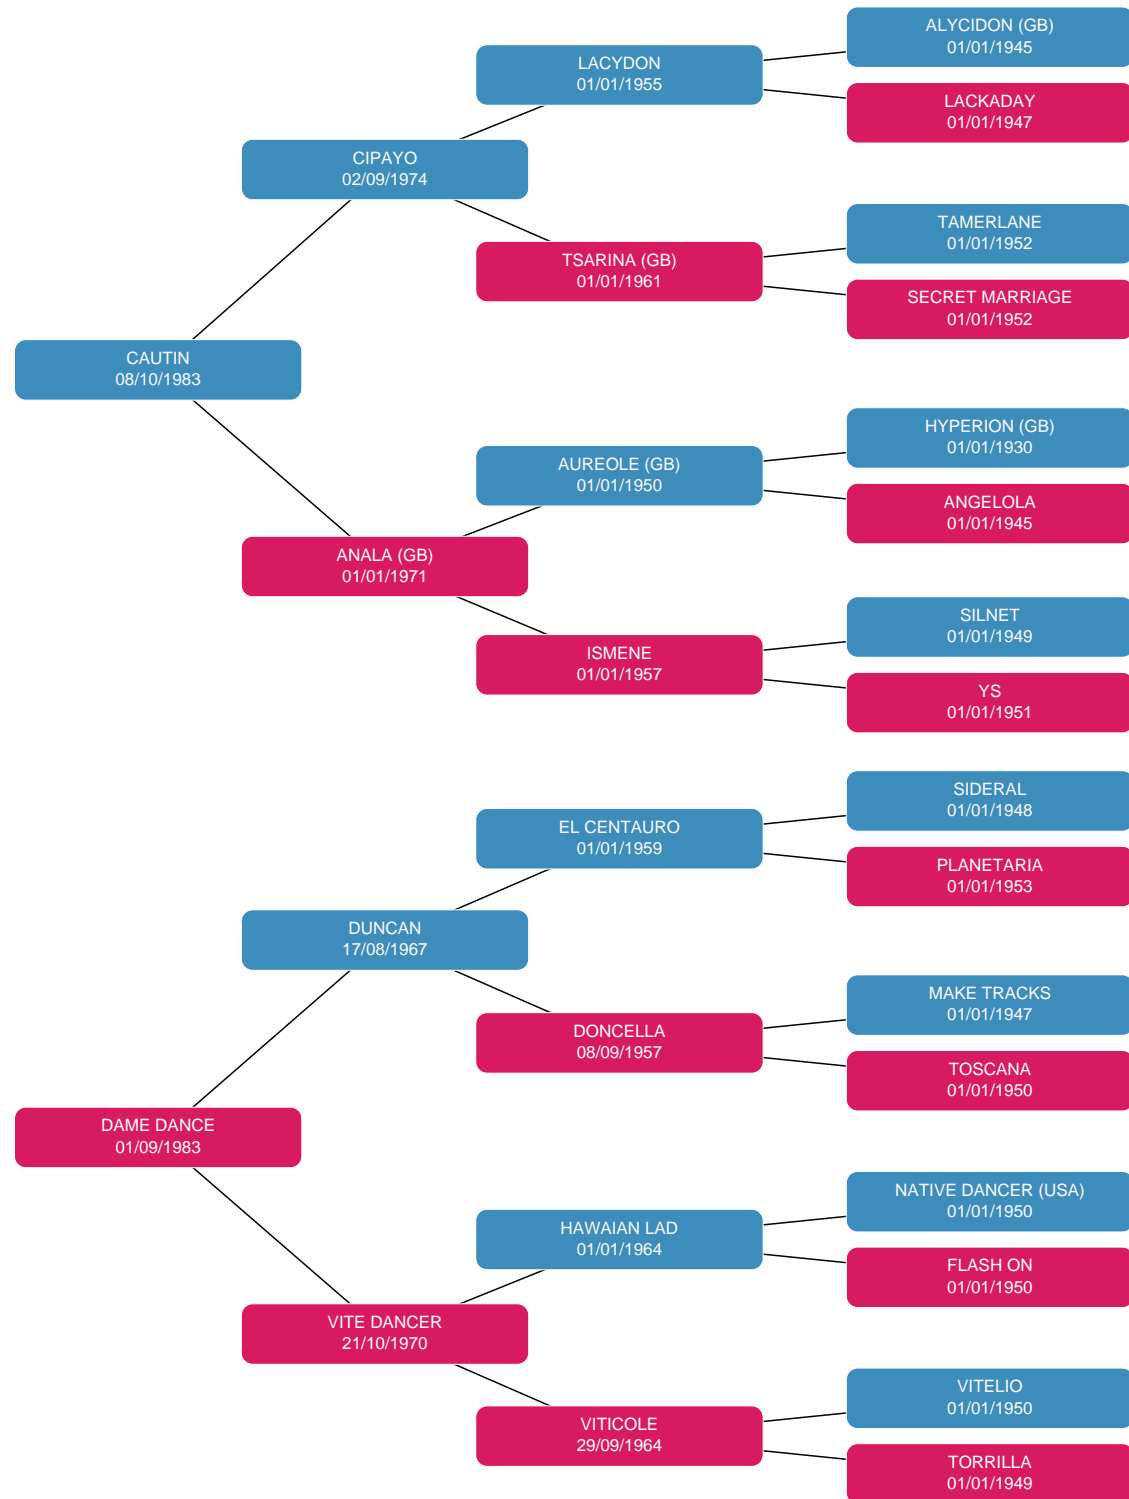 ALYCIDON (GB)
01/01/1945
LACYDON
01/01/1955
LACKADAY
01/01/1947
CIPAYO
02/09/1974
TAMERLANE
01/01/1952
TSARINA (GB)
01/01/1961
SECRET MARRIAGE
01/01/1952
CAUTIN
08/10/1983
HYPERION (GB)
01/01/1930
AUREOLE (GB)
01/01/1950
ANGELOLA
01/01/1945
ANALA (GB)
01/01/1971
SILNET
01/01/1949
ISMENE
01/01/1957
YS
01/01/1951
SIDERAL
01/01/1948
EL CENTAURO
01/01/1959
PLANETARIA
01/01/1953
DUNCAN
17/08/1967
MAKE TRACKS
01/01/1947
DONCELLA
08/09/1957
TOSCANA
01/01/1950
DAME DANCE
01/09/1983
NATIVE DANCER (USA)
01/01/1950
HAWAIAN LAD
01/01/1964
FLASH ON
01/01/1950
VITE DANCER
21/10/1970
VITELIO
01/01/1950
VITICOLE
29/09/1964
TORRILLA
01/01/1949